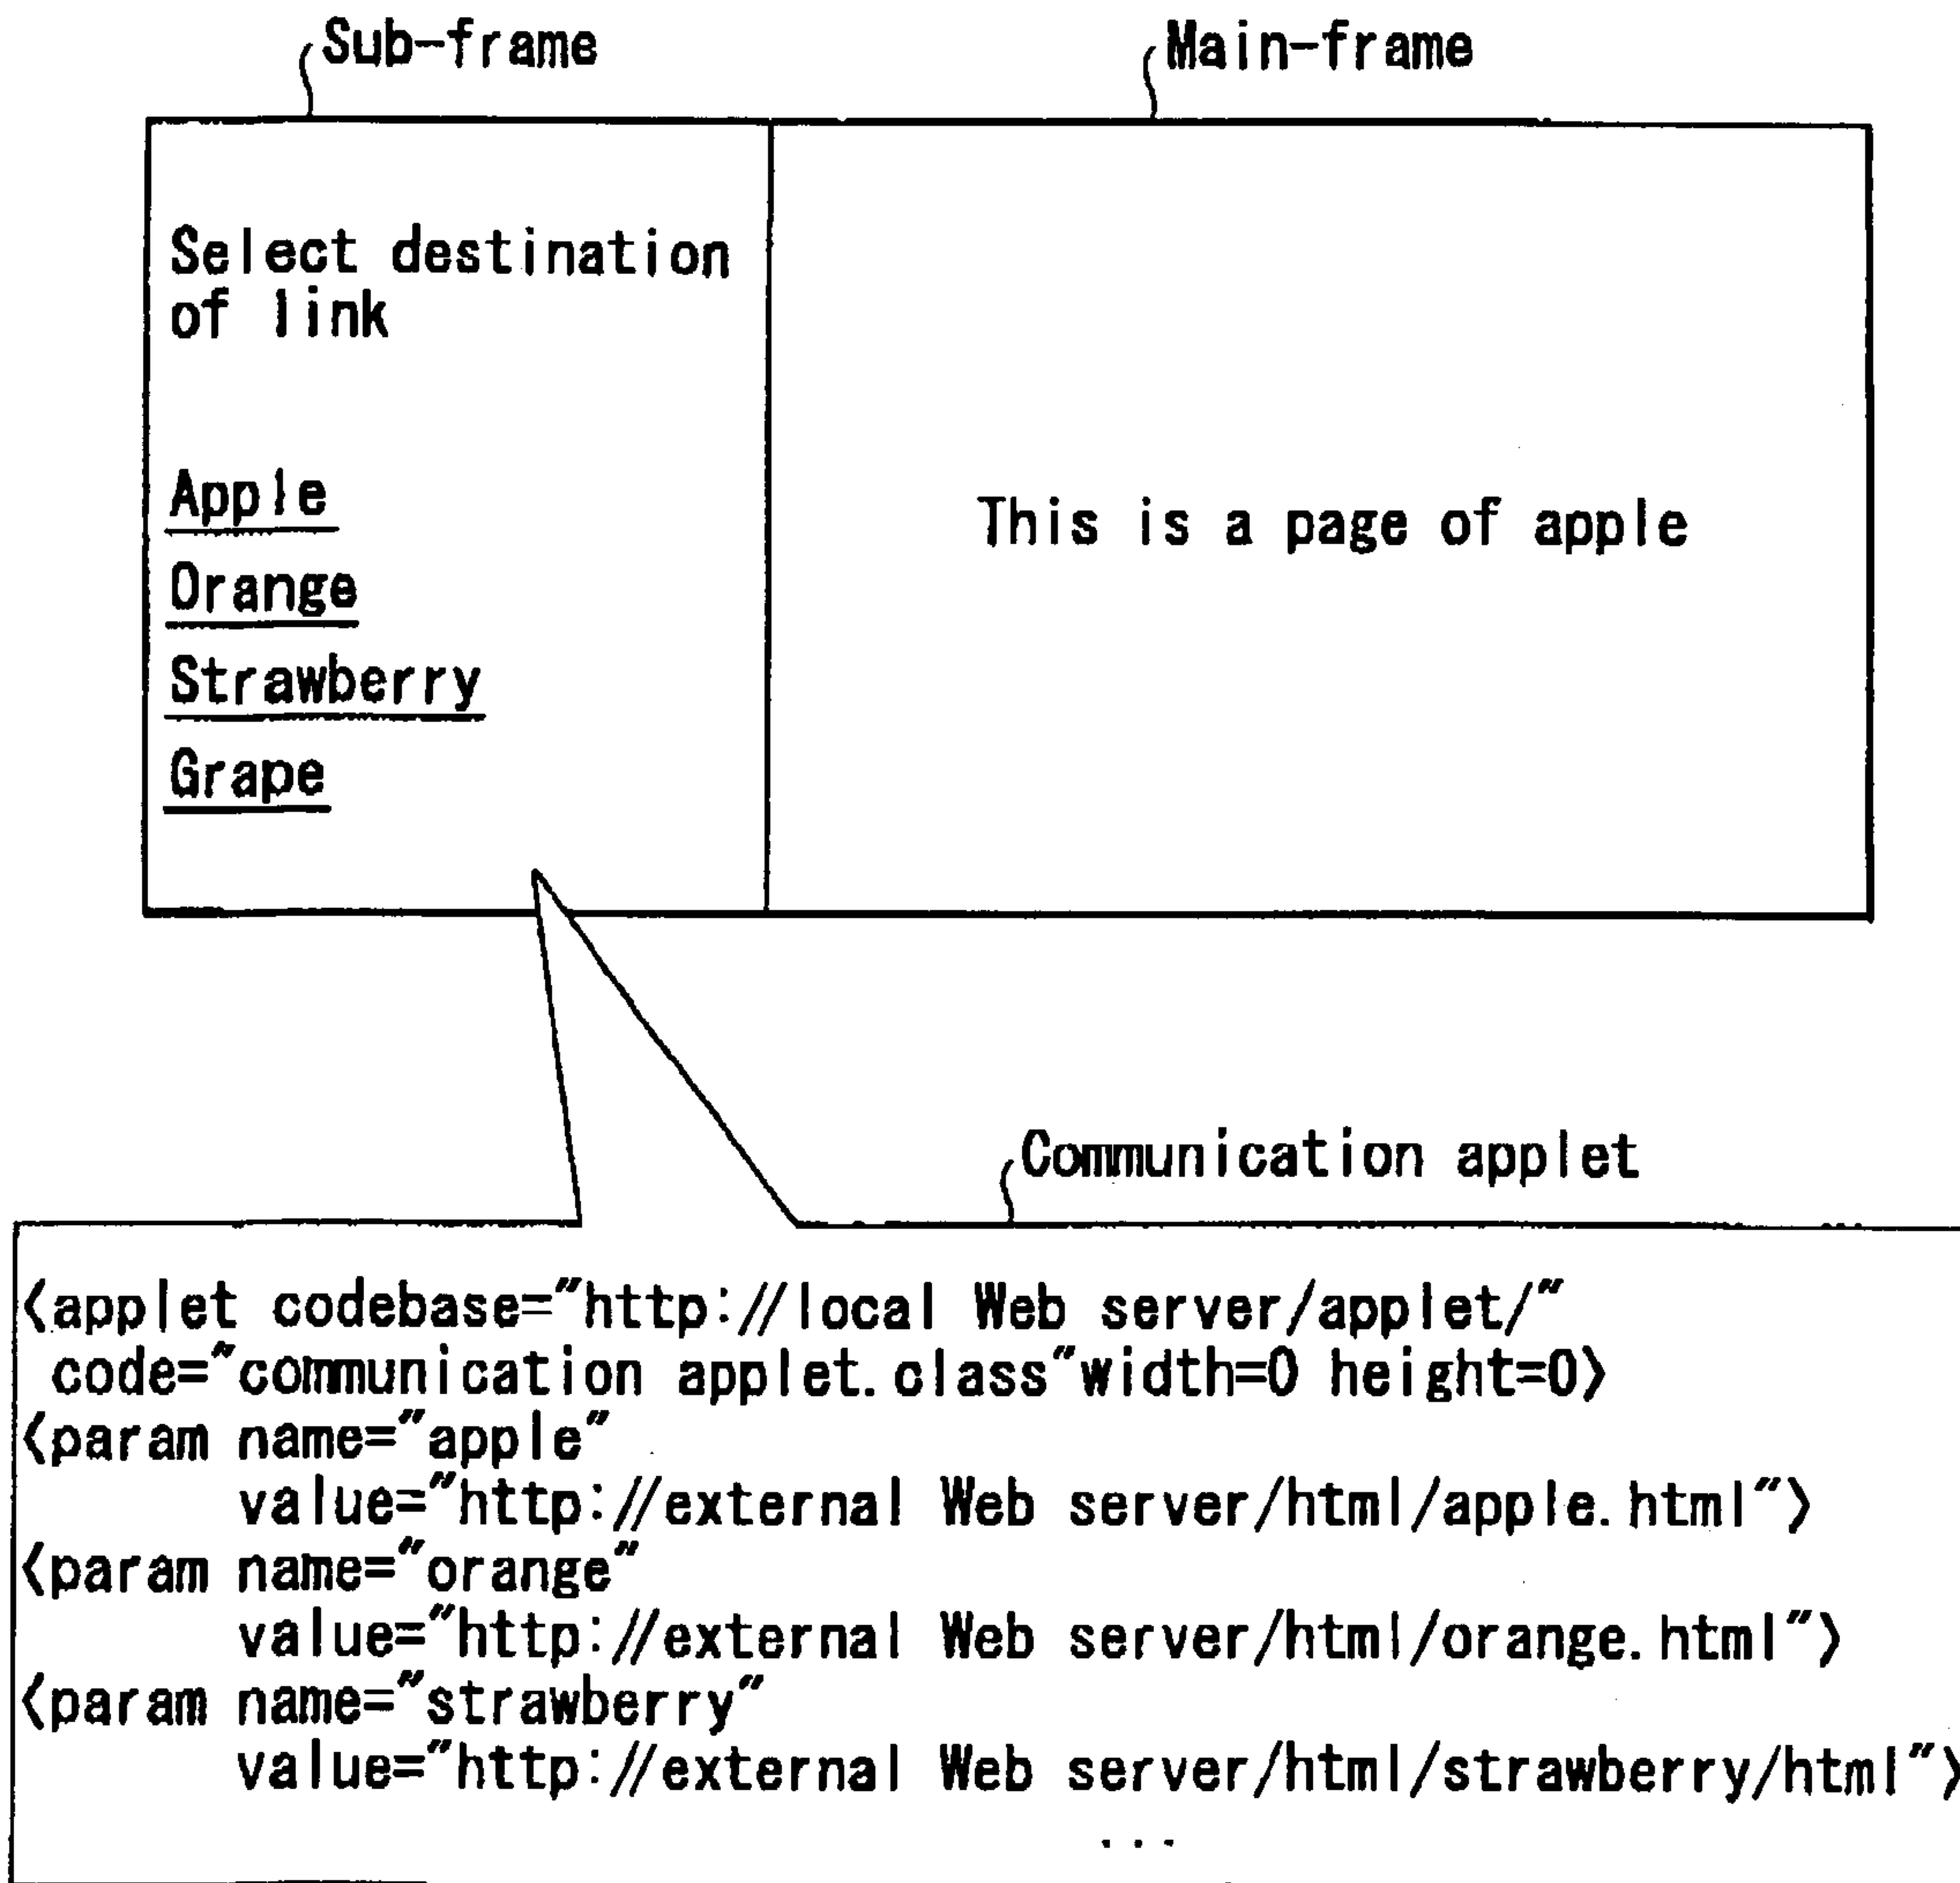 Sub-frame
Main-frame
Select destination
of link
Apple
Orange
Strawberry
Grape
This is a page of apple
Communication applet
<applet codebase="http://local Web server/applet/"
code="communication applet.class"width=0 height=0>
<param name="apple"
value="http://external Web server/html/apple.html">
<param name="orange"
value="http://external Web server/html/orange.html">
<param name="strawberry"
value="http://external Web server/html/strawberry/html">
...